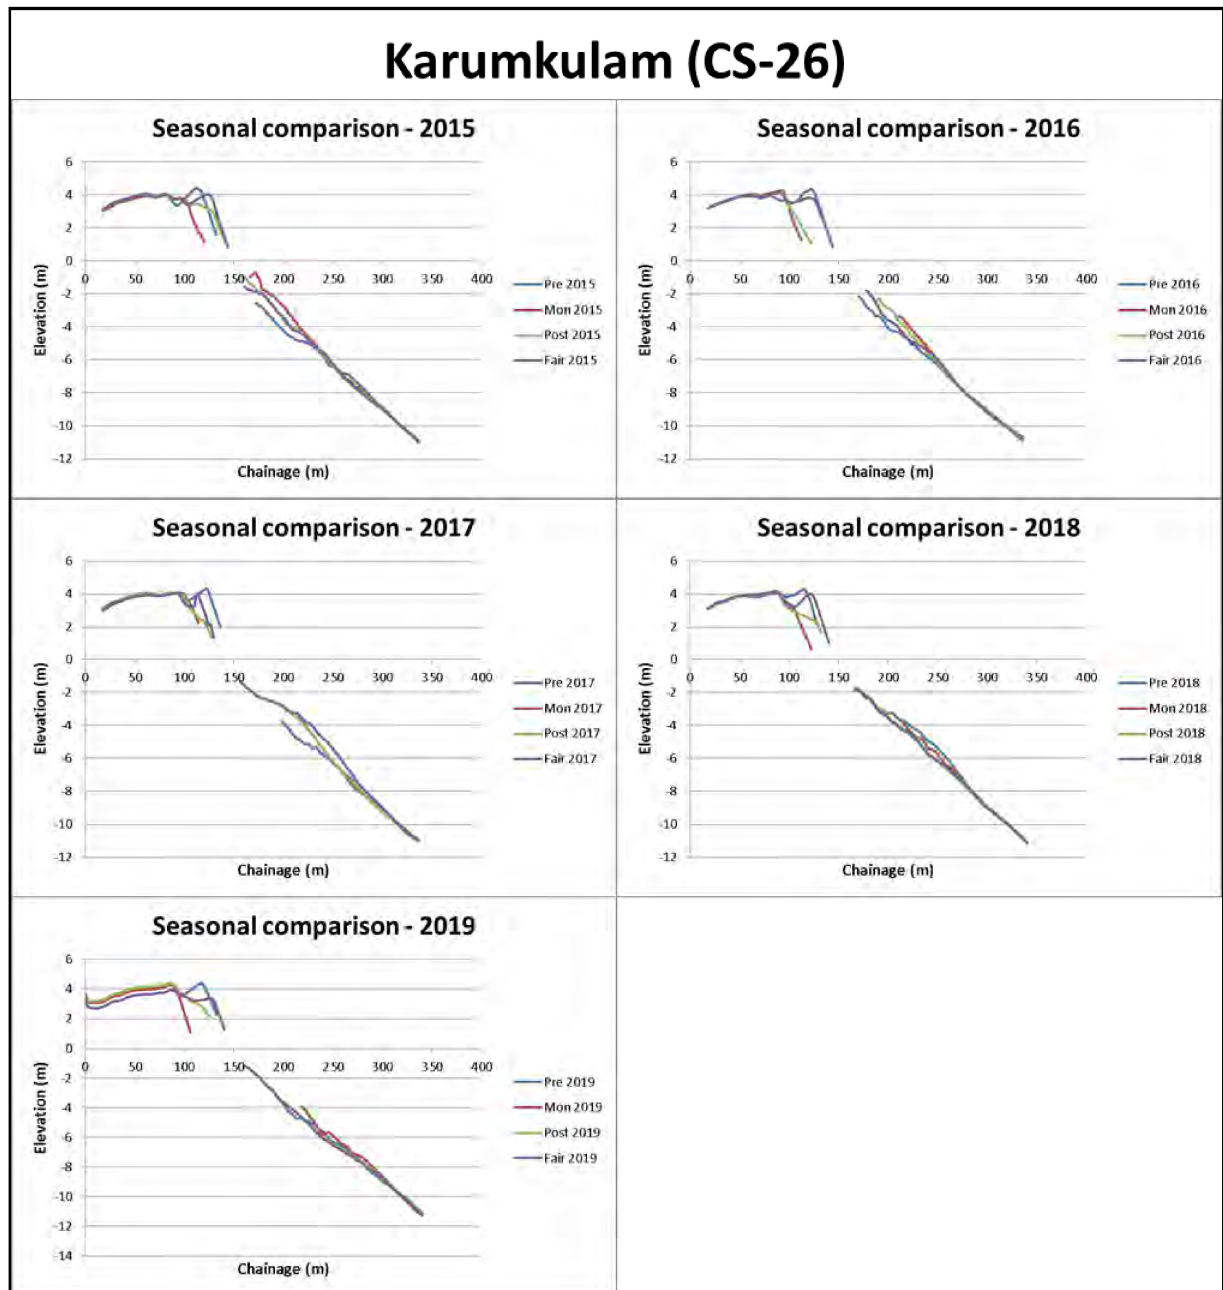 Karumkulam (CS-26)
Seasonal comparison - 2015
6
4
2
0
0 50 100 150 200 250 300 350 400
-2
-4
-6
-8
-10
-12
Elevation (m)
Chainage (m)
Pre 2015
Mon 2015
Post 2015
Fair 2015
Seasonal comparison - 2016
6
4
2
0
0 50 100 150 200 250 300 350 400
-2
-4
-6
-8
-10
-12
Elevation (m)
Chainage (m)
Pre 2016
Mon 2016
Post 2016
Fair 2016
Seasonal comparison - 2017
6
4
2
0
0 50 100 150 200 250 300 350 400
-2
-4
-6
-8
-10
-12
Elevation (m)
Chainage (m)
Pre 2017
Mon 2017
Post 2017
Fair 2017
Seasonal comparison - 2018
6
4
2
0
0 50 100 150 200 250 300 350 400
-2
-4
-6
-8
-10
-12
Elevation (m)
Chainage (m)
Pre 2018
Mon 2018
Post 2018
Fair 2018
Seasonal comparison - 2019
6
4
2
0
0 50 100 150 200 250 300 350 400
-2
-4
-6
-8
-10
-12
-14
Elevation (m)
Chainage (m)
Pre 2019
Mon 2019
Post 2019
Fair 2019